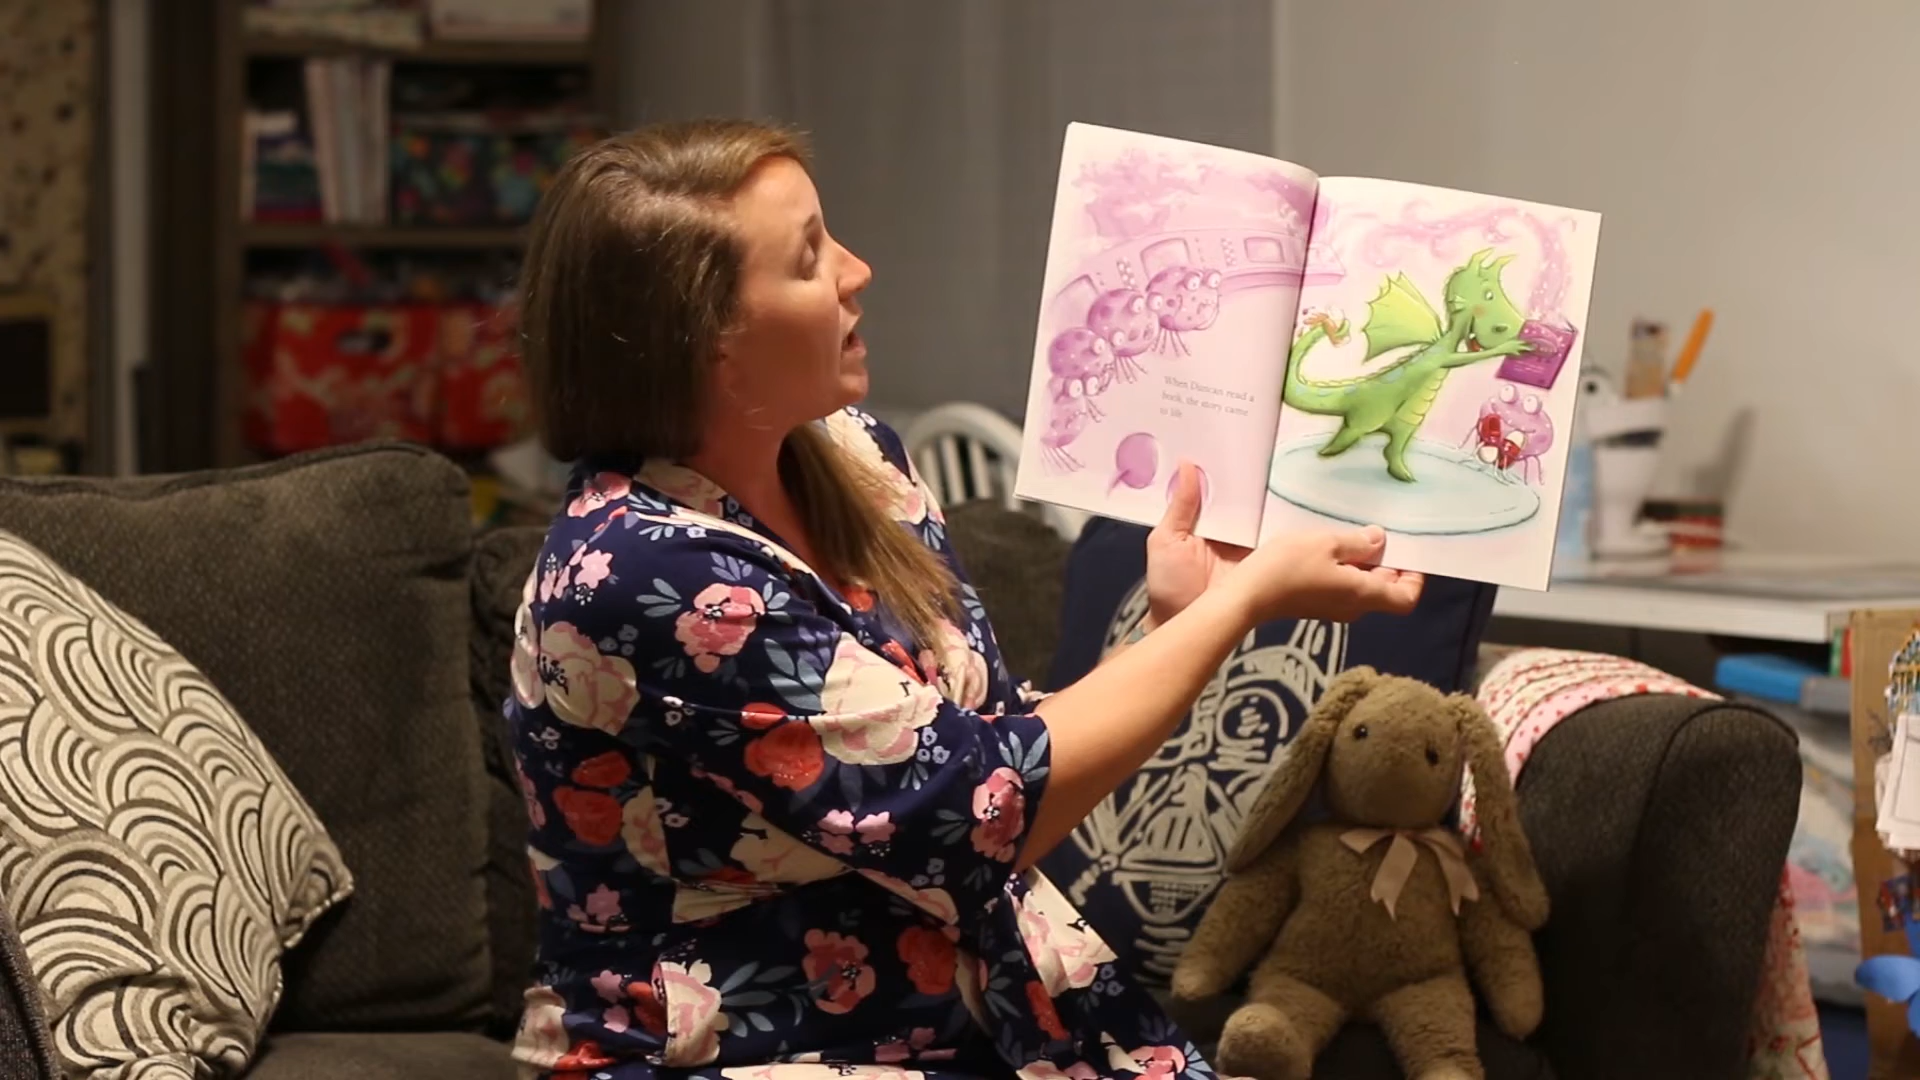 When Duncan read a
book, the story came
to life